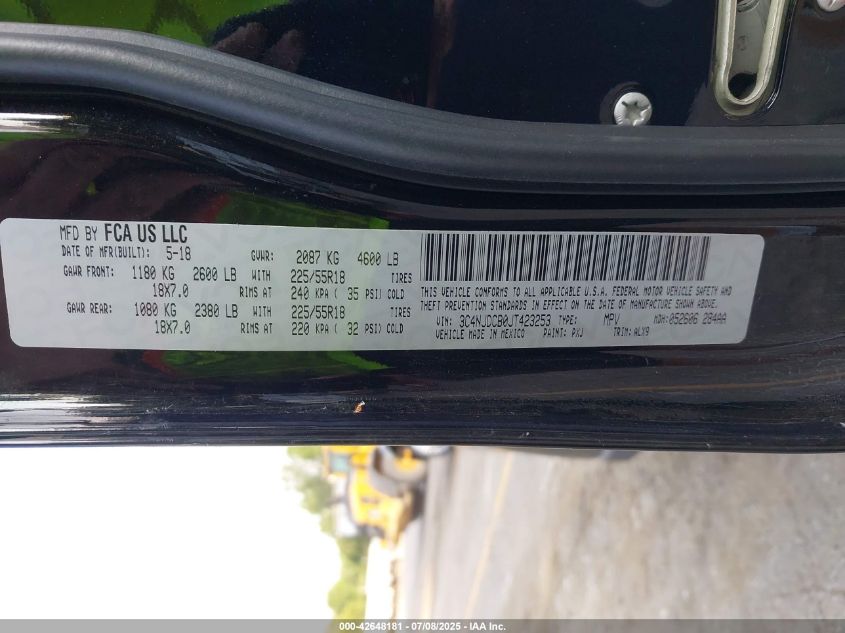 MFD BY FCA US LLC
DATE OF MFR(BUILT): 5-18 GVWR: 2087 KG 4600 LB
GAWR FRONT: 1180 KG 2600 LB WITH 225/55R18 TIRES
18X7.0 RIMS AT 240 KPA ( 35 PSI) COLD
GAWR REAR: 1080 KG 2380 LB WITH 225/55R18 TIRES
18X7.0 RIMS AT 220 KPA ( 32 PSI) COLD
THIS VEHICLE CONFORMS TO ALL APPLICABLE U.S.A. FEDERAL MOTOR VEHICLE SAFETY AND
THEFT PREVENTION STANDARDS IN EFFECT ON THE DATE OF MANUFACTURE SHOWN ABOVE.
VIN: 3C4NJDCB0JT423253 TYPE: MPV MDH:052606 284AA
VEHICLE MADE IN MEXICO PAINT: PXJ TRIM: ALX9
000-42648181 - 07/08/2025 - IAA Inc.